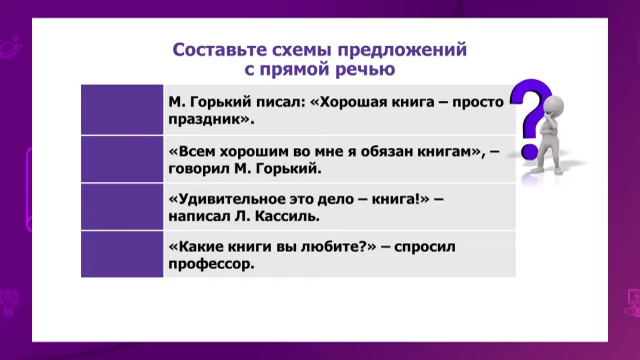 Составьте схемы предложений
с прямой речью
М. Горький писал: «Хорошая книга – просто
праздник».
«Всем хорошим во мне я обязан книгам», –
говорил М. Горький.
«Удивительное это дело – книга!» –
написал Л. Кассиль.
«Какие книги вы любите?» – спросил
профессор.